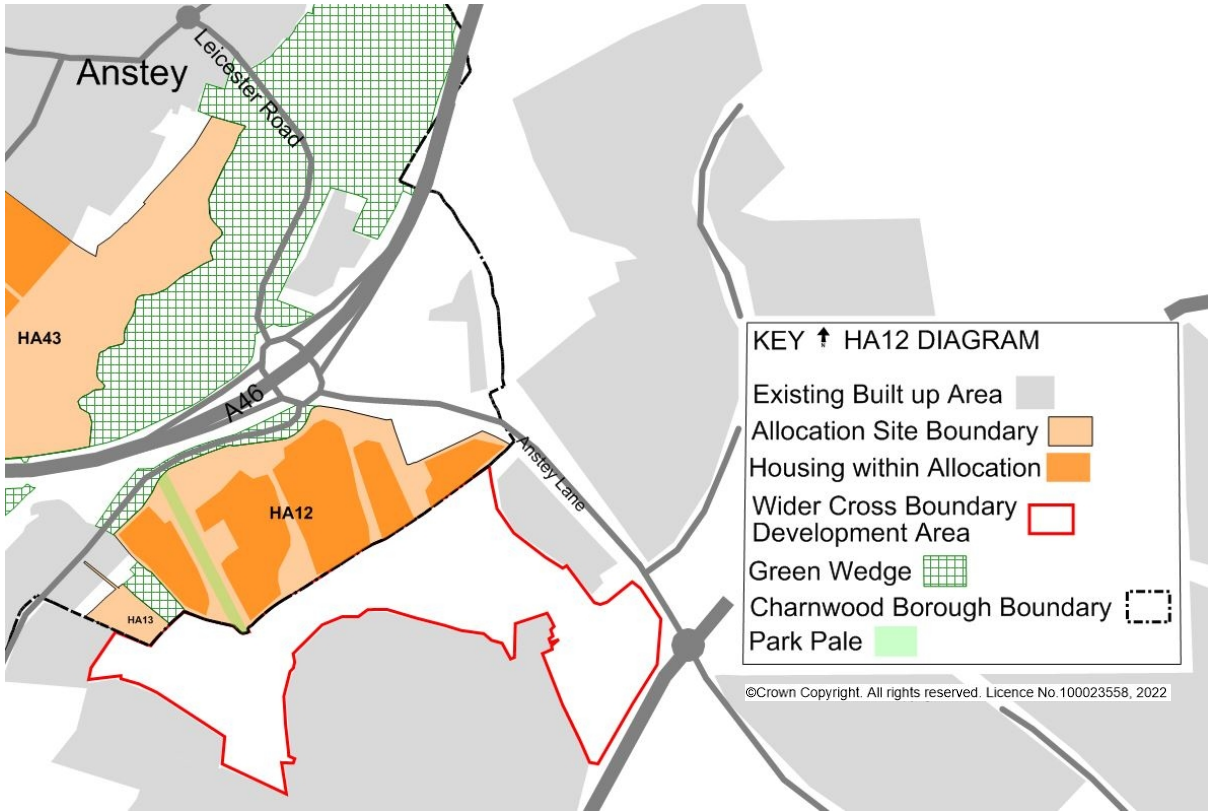 Leicester Road
Anstey
HA43
A46
HA12
Anstey Lane
HA13
KEY HA12 DIAGRAM
N
Existing Built up Area
Allocation Site Boundary
Housing within Allocation
Wider Cross Boundary
Development Area
Green Wedge
Charnwood Borough Boundary
Park Pale
©Crown Copyright. All rights reserved. Licence No.100023558, 2022